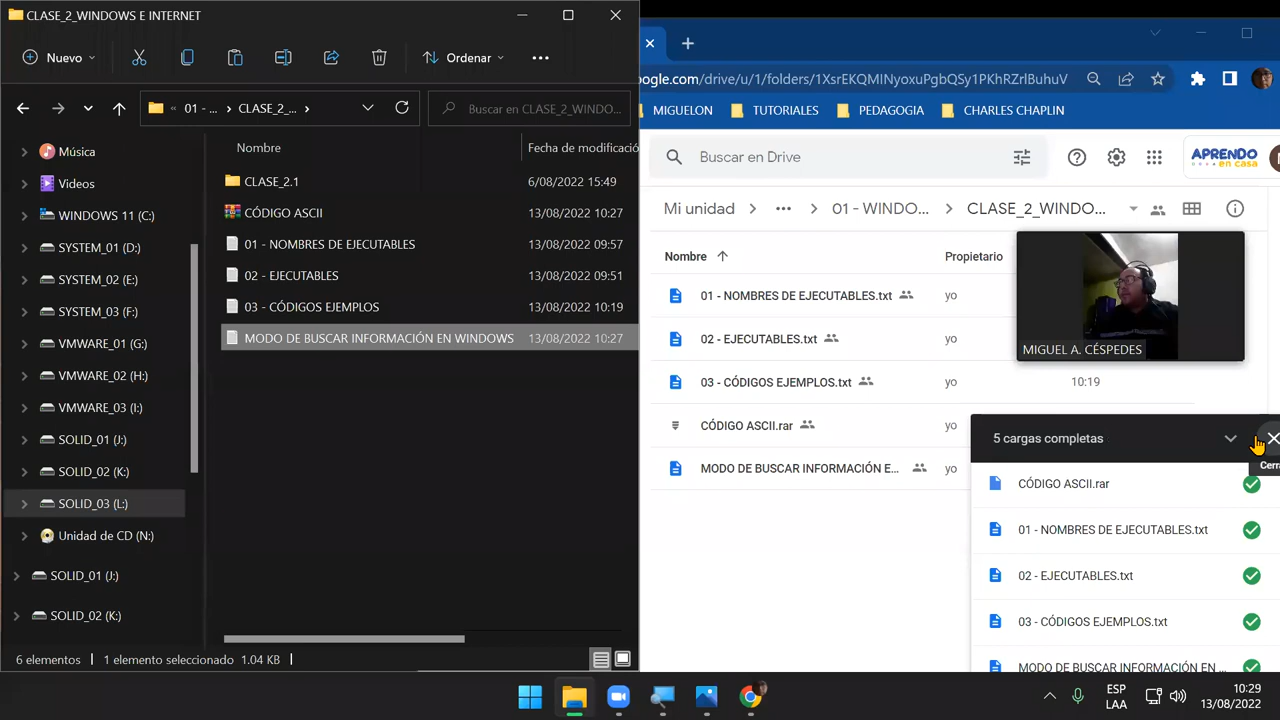 CLASE_2_WINDOWS E INTERNET
Nuevo
Ordenar
01 - ...
CLASE_2_...
Buscar en CLASE_2_WINDO...
Nombre
Fecha de modificació
Música
Videos
WINDOWS 11 (C:)
SYSTEM_01 (D:)
SYSTEM_02 (E:)
SYSTEM_03 (F:)
VMWARE_01 (G:)
VMWARE_02 (H:)
VMWARE_03 (I:)
SOLID_01 (J:)
SOLID_02 (K:)
SOLID_03 (L:)
Unidad de CD (N:)
SOLID_01 (J:)
SOLID_02 (K:)
CLASE_2.1 6/08/2022 15:49
CÓDIGO ASCII 13/08/2022 10:27
01 - NOMBRES DE EJECUTABLES 13/08/2022 09:57
02 - EJECUTABLES 13/08/2022 09:51
03 - CÓDIGOS EJEMPLOS 13/08/2022 10:19
MODO DE BUSCAR INFORMACIÓN EN WINDOWS 13/08/2022 10:27
6 elementos 1 elemento seleccionado 1.04 KB
ogle.com/drive/u/1/folders/1XsrEKQMINyoxuPgbQSy1PKhRZrlBuhuV
MIGUELON TUTORIALES PEDAGOGIA CHARLES CHAPLIN
Buscar en Drive
APRENDO
en casa
Mi unidad ... 01 - WINDO... CLASE_2_WINDO...
Nombre Propietario
01 - NOMBRES DE EJECUTABLES.txt yo
02 - EJECUTABLES.txt yo
03 - CÓDIGOS EJEMPLOS.txt yo 10:19
CÓDIGO ASCII.rar yo
MODO DE BUSCAR INFORMACIÓN E... yo
MIGUEL A. CÉSPEDES
5 cargas completas
Cerra
CÓDIGO ASCII.rar
01 - NOMBRES DE EJECUTABLES.txt
02 - EJECUTABLES.txt
03 - CÓDIGOS EJEMPLOS.txt
MODO DE BUSCAR INFORMACIÓN EN ...
ESP
LAA
10:29
13/08/2022